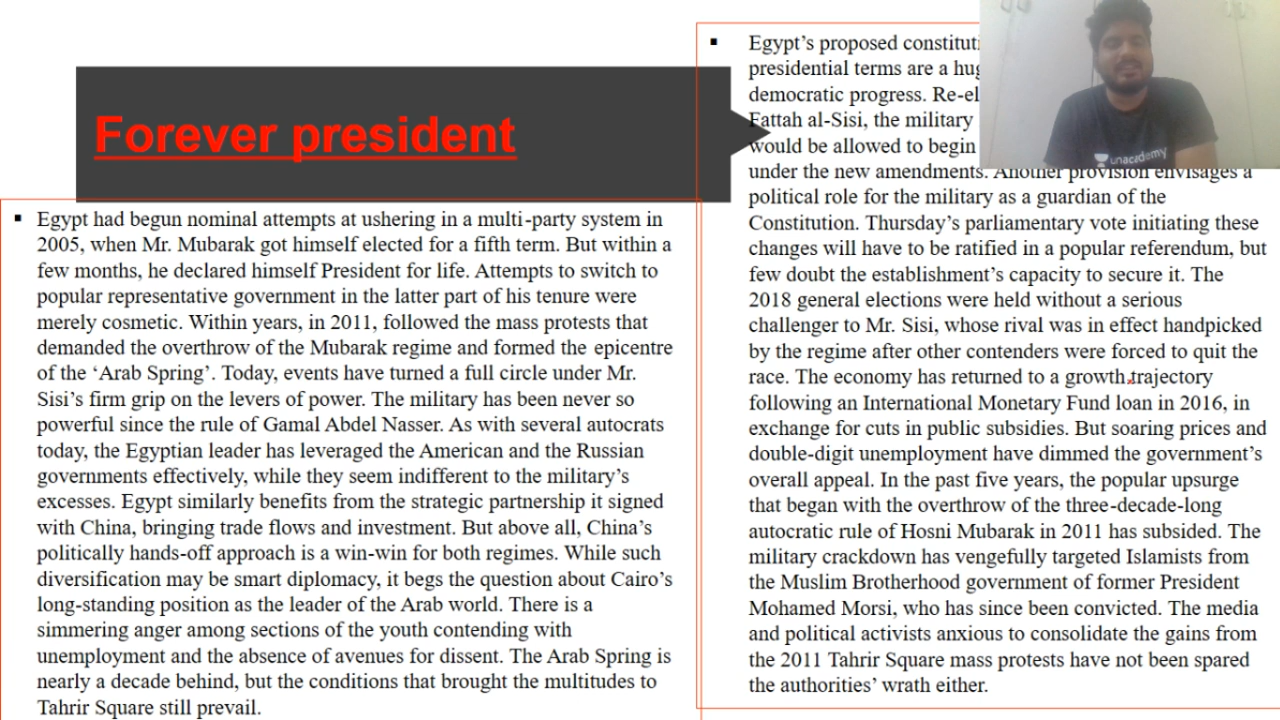 Forever president
▪ Egypt had begun nominal attempts at ushering in a multi-party system in
2005, when Mr. Mubarak got himself elected for a fifth term. But within a
few months, he declared himself President for life. Attempts to switch to
popular representative government in the latter part of his tenure were
merely cosmetic. Within years, in 2011, followed the mass protests that
demanded the overthrow of the Mubarak regime and formed the epicentre
of the ‘Arab Spring’. Today, events have turned a full circle under Mr.
Sisi’s firm grip on the levers of power. The military has been never so
powerful since the rule of Gamal Abdel Nasser. As with several autocrats
today, the Egyptian leader has leveraged the American and the Russian
governments effectively, while they seem indifferent to the military’s
excesses. Egypt similarly benefits from the strategic partnership it signed
with China, bringing trade flows and investment. But above all, China’s
politically hands-off approach is a win-win for both regimes. While such
diversification may be smart diplomacy, it begs the question about Cairo’s
long-standing position as the leader of the Arab world. There is a
simmering anger among sections of the youth contending with
unemployment and the absence of avenues for dissent. The Arab Spring is
nearly a decade behind, but the conditions that brought the multitudes to
Tahrir Square still prevail.
▪ Egypt’s proposed
presidential terms are a
democratic progress.
Fattah al-Sisi, the military
would be allowed to begin
under the new amendments. Another provision envisages a
political role for the military as a guardian of the
Constitution. Thursday’s parliamentary vote initiating these
changes will have to be ratified in a popular referendum, but
few doubt the establishment’s capacity to secure it. The
2018 general elections were held without a serious
challenger to Mr. Sisi, whose rival was in effect handpicked
by the regime after other contenders were forced to quit the
race. The economy has returned to a growth trajectory
following an International Monetary Fund loan in 2016, in
exchange for cuts in public subsidies. But soaring prices and
double-digit unemployment have dimmed the government’s
overall appeal. In the past five years, the popular upsurge
that began with the overthrow of the three-decade-long
autocratic rule of Hosni Mubarak in 2011 has subsided. The
military crackdown has vengefully targeted Islamists from
the Muslim Brotherhood government of former President
Mohamed Morsi, who has since been convicted. The media
and political activists anxious to consolidate the gains from
the 2011 Tahrir Square mass protests have not been spared
the authorities’ wrath either.
unacademy